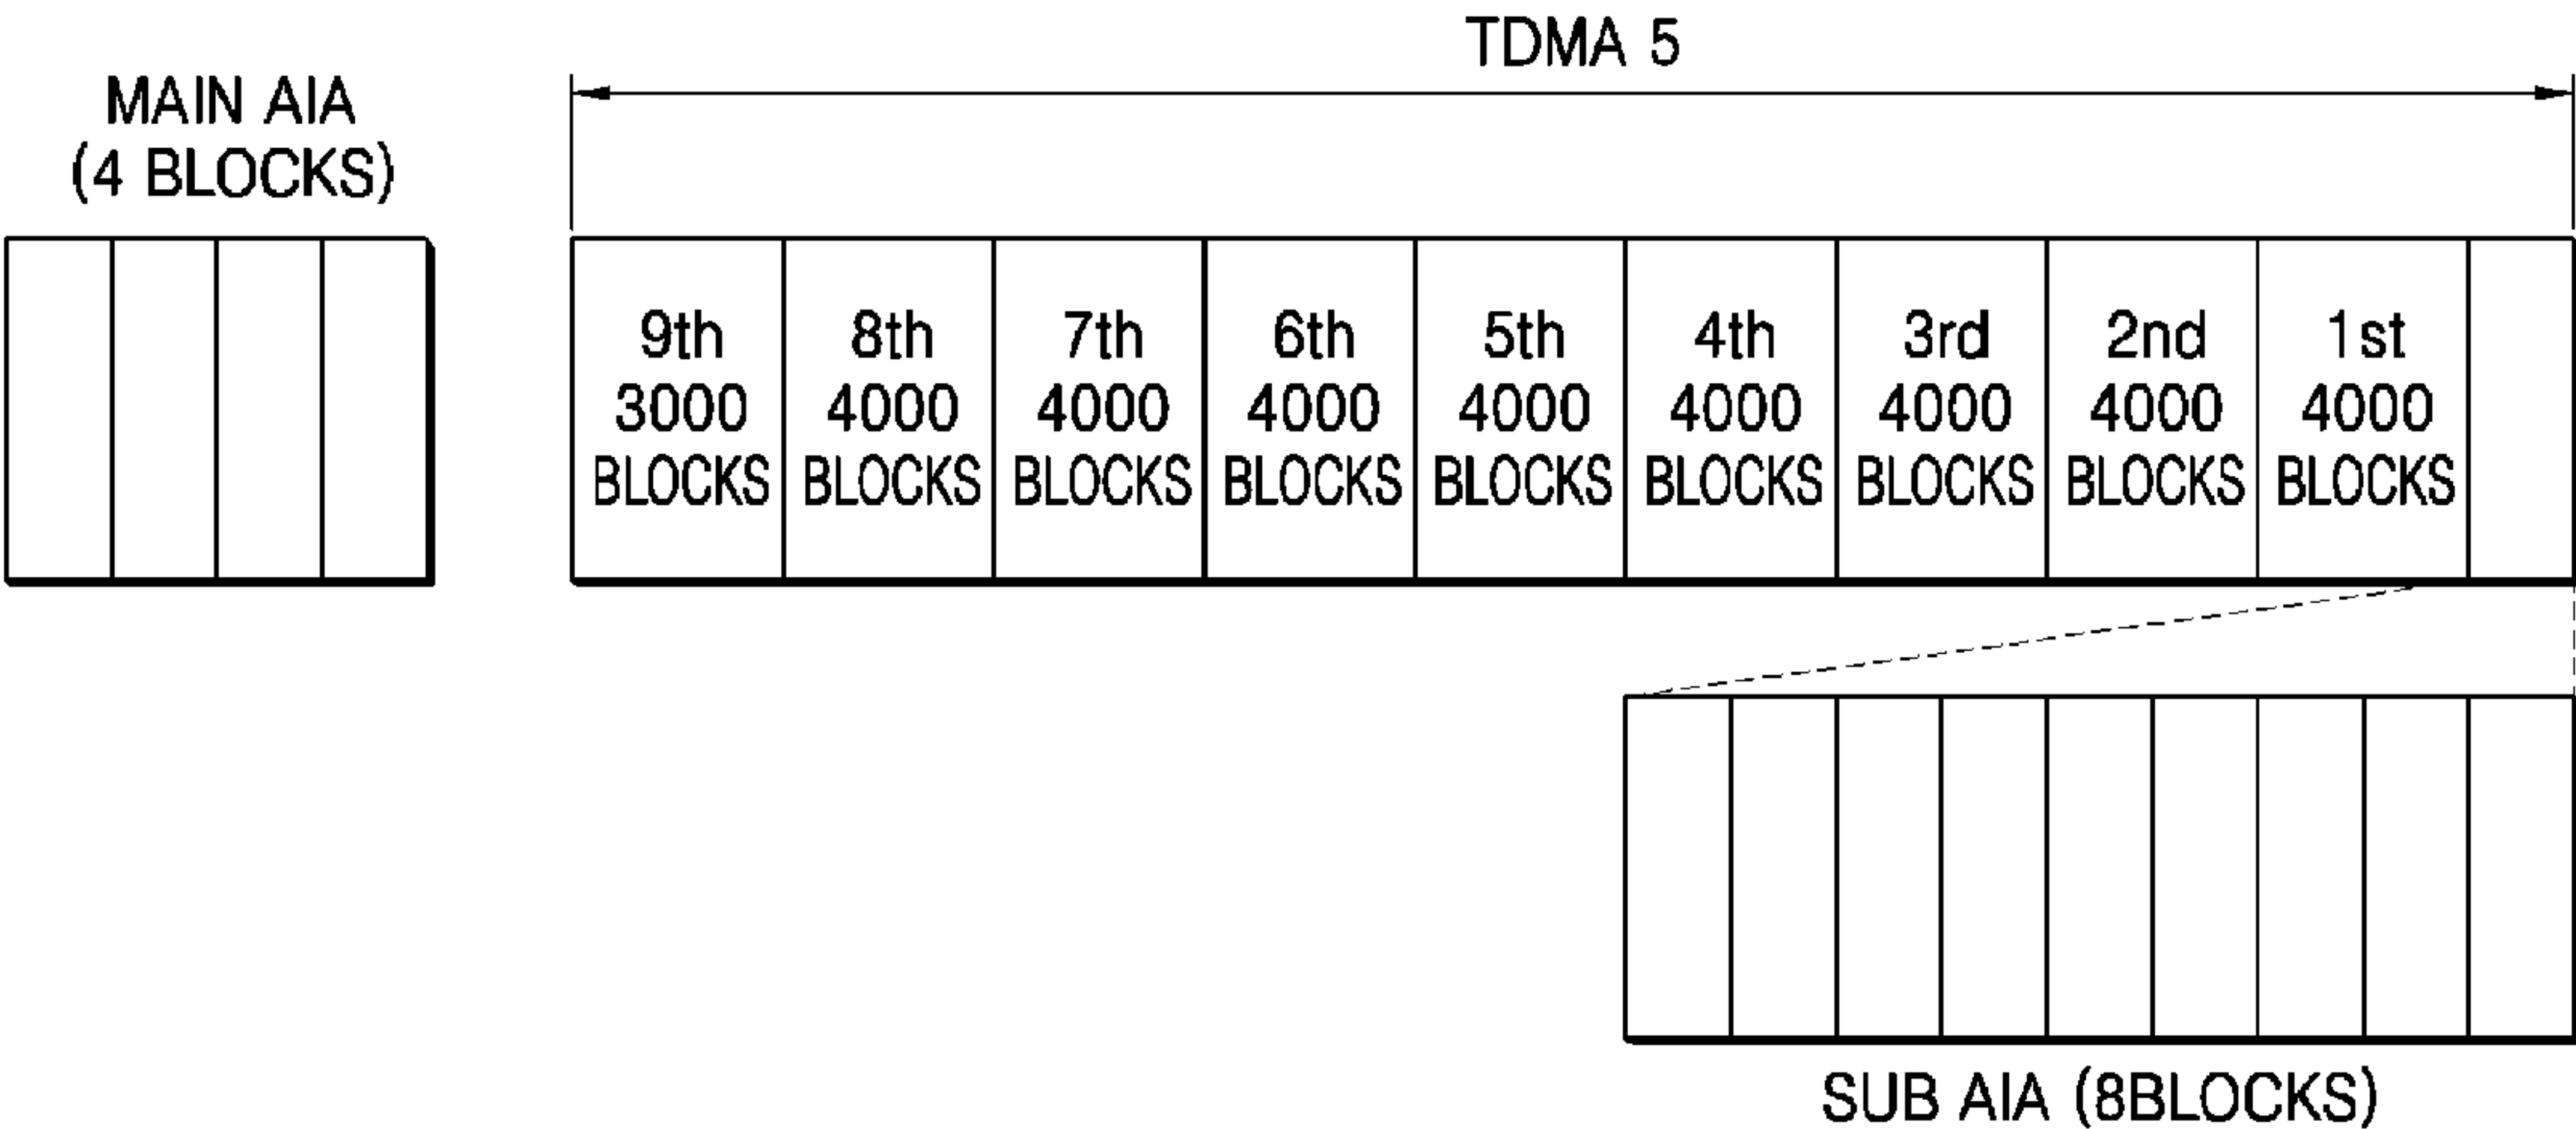 TDMA 5
MAIN AIA
(4 BLOCKS)
9th
3000
BLOCKS
8th
4000
BLOCKS
7th
4000
BLOCKS
6th
4000
BLOCKS
5th
4000
BLOCKS
4th
4000
BLOCKS
3rd
4000
BLOCKS
2nd
4000
BLOCKS
1st
4000
BLOCKS
SUB AIA (8BLOCKS)